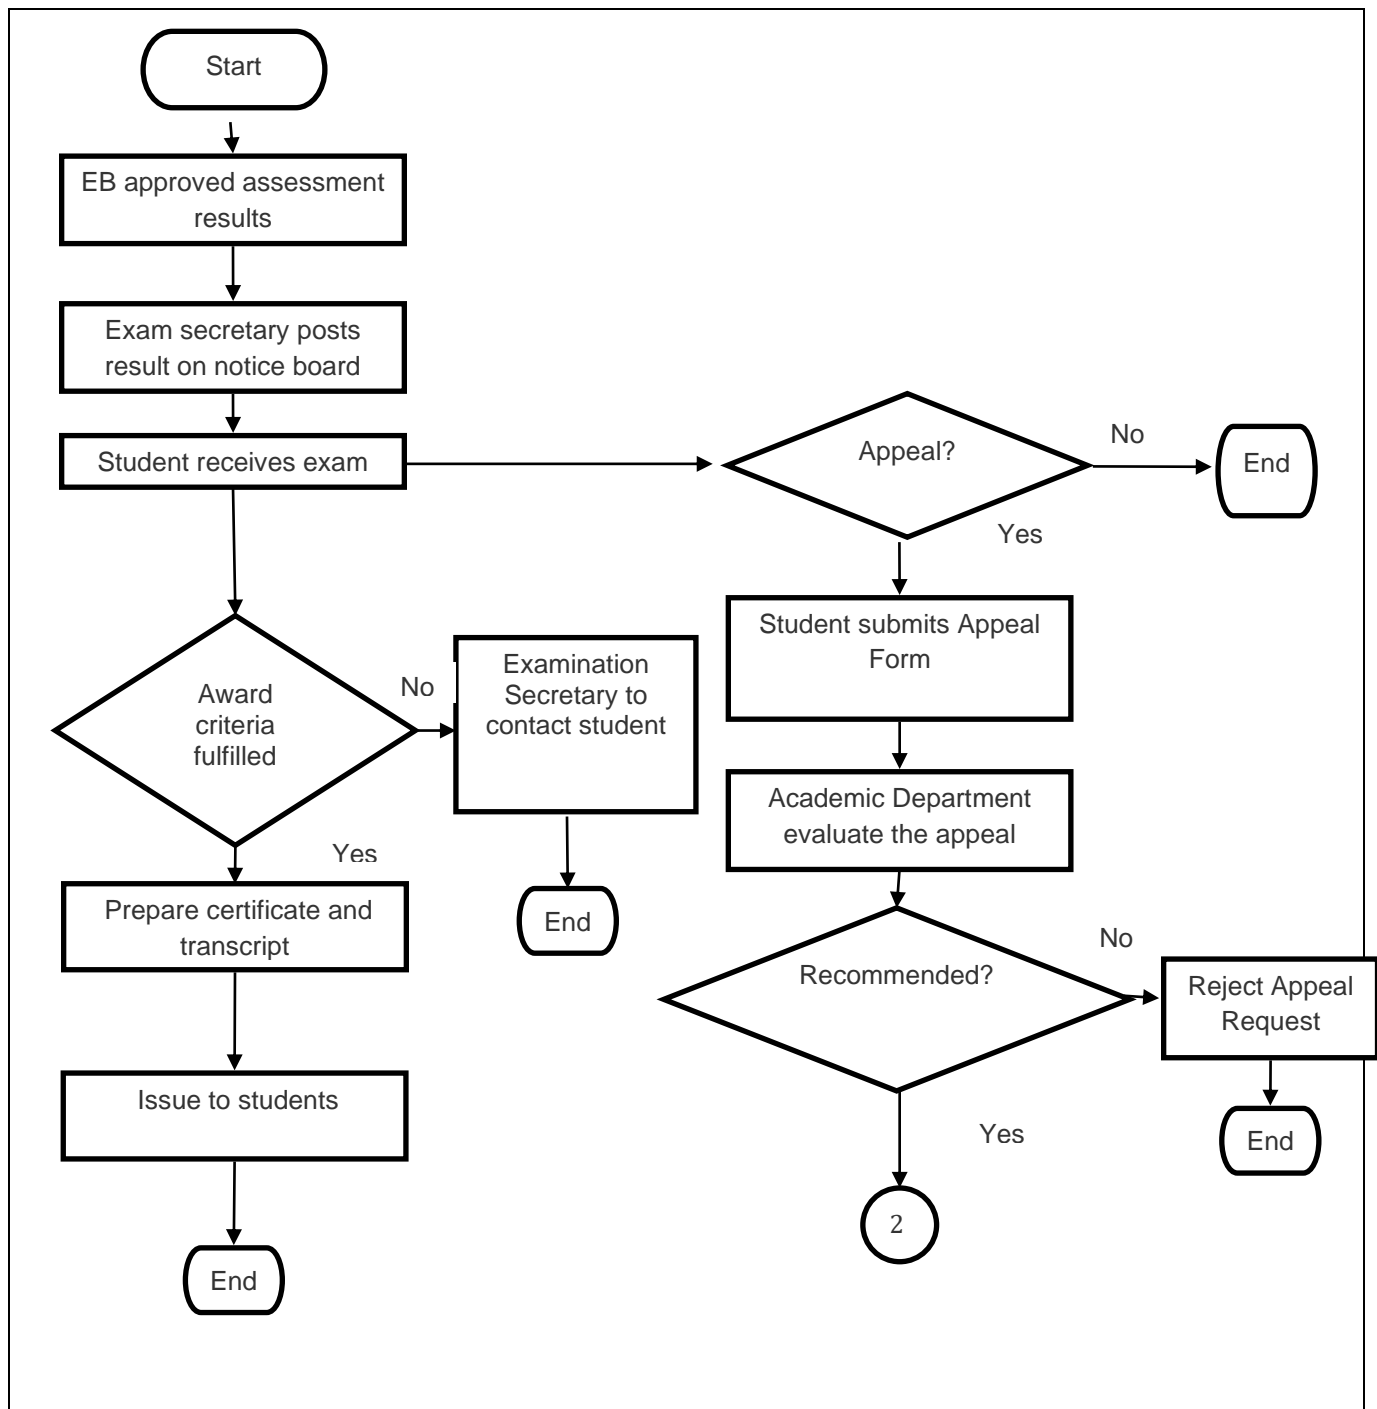 Start
EB approved assessment
results
Exam secretary posts
result on notice board
Student receives exam
Appeal?
No
End
Yes
Student submits Appeal
Form
Academic Department
evaluate the appeal
Recommended?
No
Reject Appeal
Request
End
Yes
2
Award
criteria
fulfilled
No
Examination
Secretary to
contact student
End
Yes
Prepare certificate and
transcript
Issue to students
End